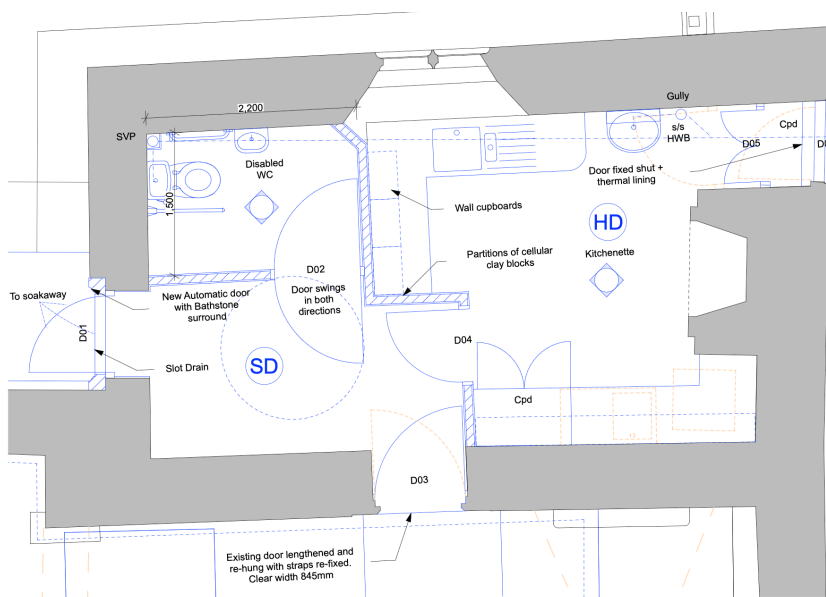 Gully
2,200
SVP
Cpd
s/s
HWB
D05
Disabled
WC
Door fixed shut +
thermal lining
1,500
Wall cupboards
HD
Kitchenette
Partitions of cellular
clay blocks
D02
Door swings
in both
directions
To soakaway
New Automatic door
with Bathstone
surround
D01
D04
Slot Drain
SD
Cpd
D03
Existing door lengthened and
re-hung with straps re-fixed.
Clear width 845mm